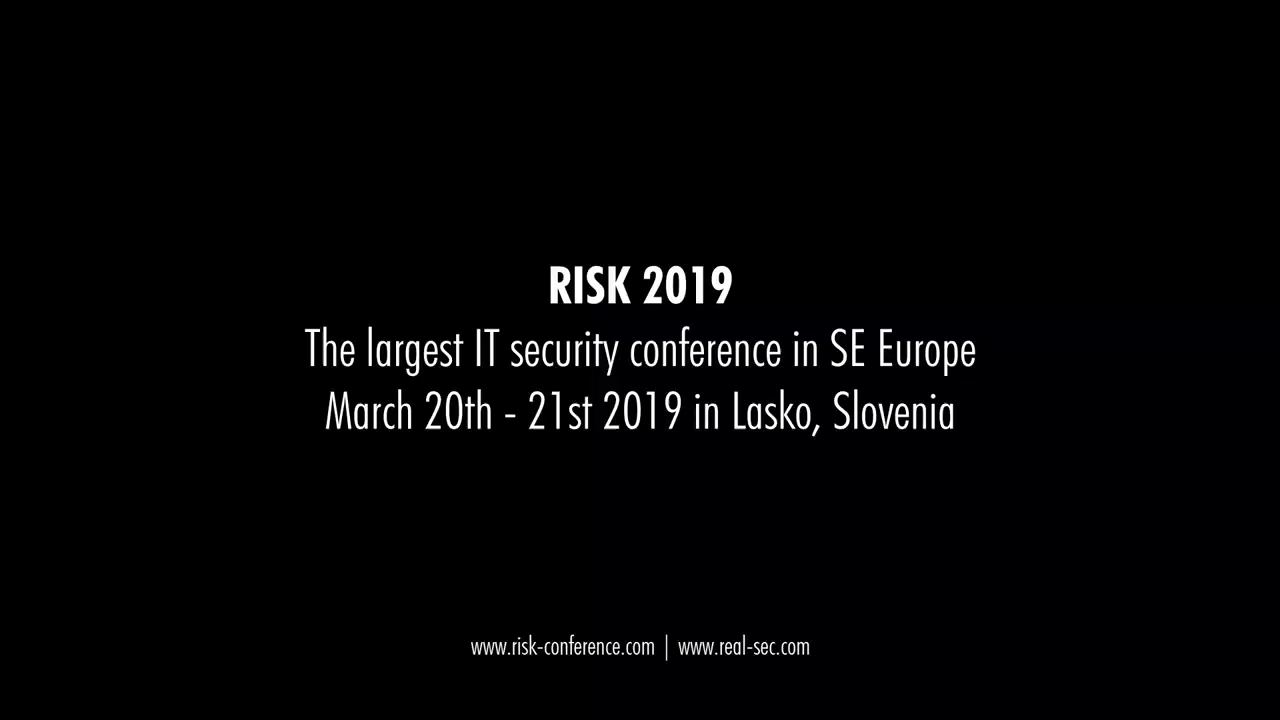 RISK 2019
The largest IT security conference in SE Europe
March 20th - 21st 2019 in Lasko, Slovenia
www.risk-conference.com | www.real-sec.com